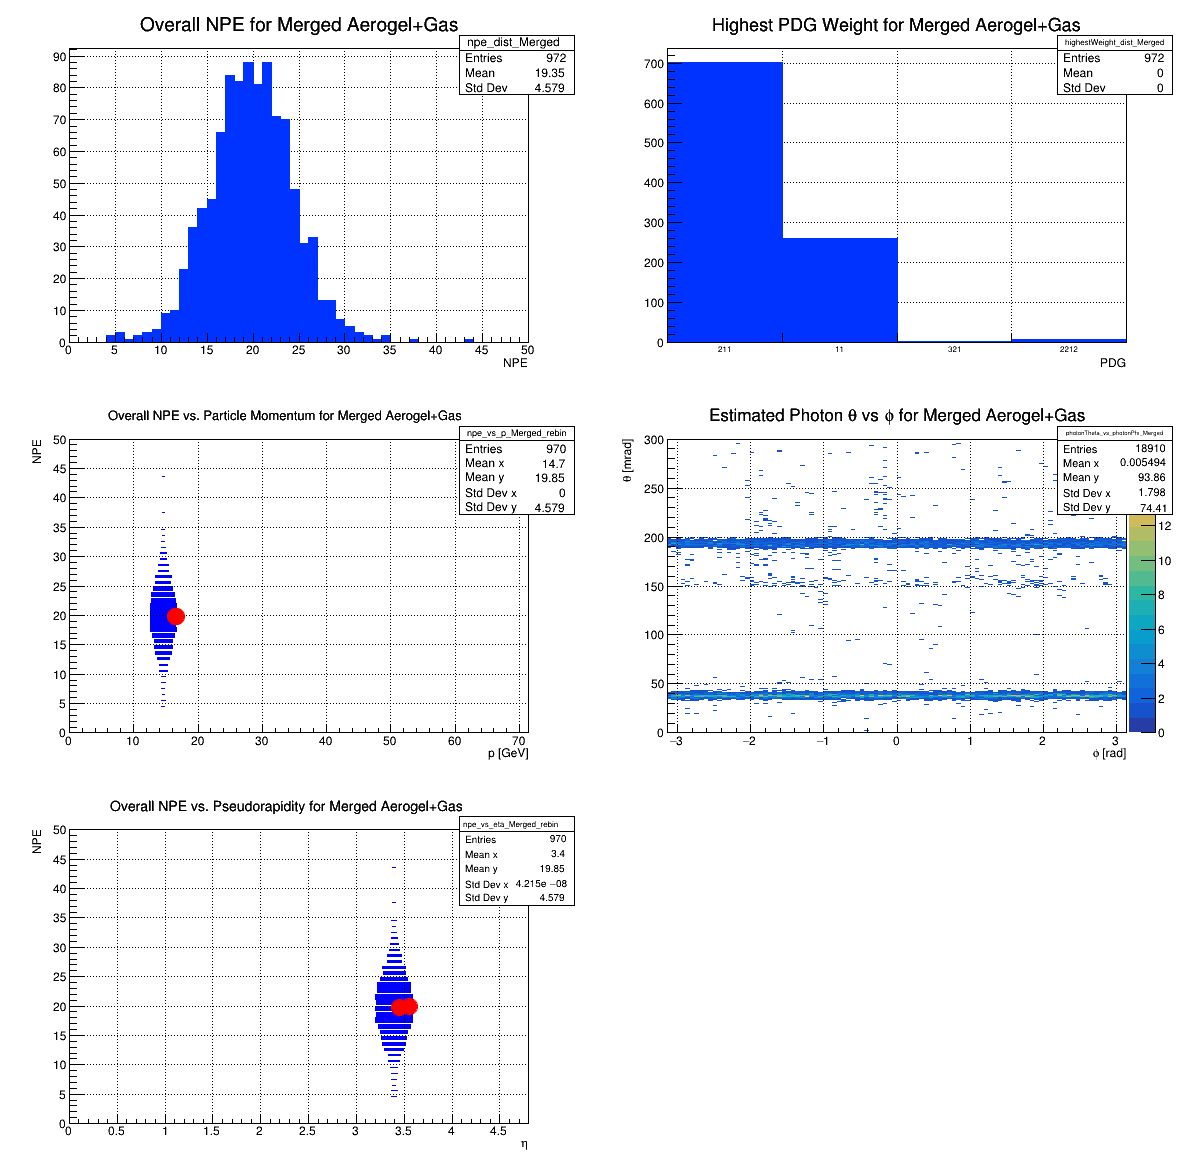 Overall NPE for Merged Aerogel+Gas
npe_dist_Merged
Entries 972
Mean 19.35
Std Dev 4.579
90
80
70
60
50
40
30
20
10
0
0 5 10 15 20 25 30 35 40 45 50
NPE
Highest PDG Weight for Merged Aerogel+Gas
highestWeight_dist_Merged
Entries 972
Mean 0
Std Dev 0
700
600
500
400
300
200
100
0
211 11 321 2212
PDG
Overall NPE vs. Particle Momentum for Merged Aerogel+Gas
npe_vs_p_Merged_rebin
Entries 970
Mean x 14.7
Mean y 19.85
Std Dev x 0
Std Dev y 4.579
NPE
50
45
40
35
30
25
20
15
10
5
0
0 10 20 30 40 50 60 70
p [GeV]
Estimated Photon θ vs ϕ for Merged Aerogel+Gas
photonTheta_vs_photonPhi_Merged
Entries 18910
Mean x 0.005494
Mean y 93.86
Std Dev x 1.798
Std Dev y 74.41
θ [mrad]
300
250
200
150
100
50
0
−3 −2 −1 0 1 2 3
ϕ [rad]
12
10
8
6
4
2
0
Overall NPE vs. Pseudorapidity for Merged Aerogel+Gas
npe_vs_eta_Merged_rebin
Entries 970
Mean x 3.4
Mean y 19.85
Std Dev x 4.215e −08
Std Dev y 4.579
NPE
50
45
40
35
30
25
20
15
10
5
0
0 0.5 1 1.5 2 2.5 3 3.5 4 4.5
η